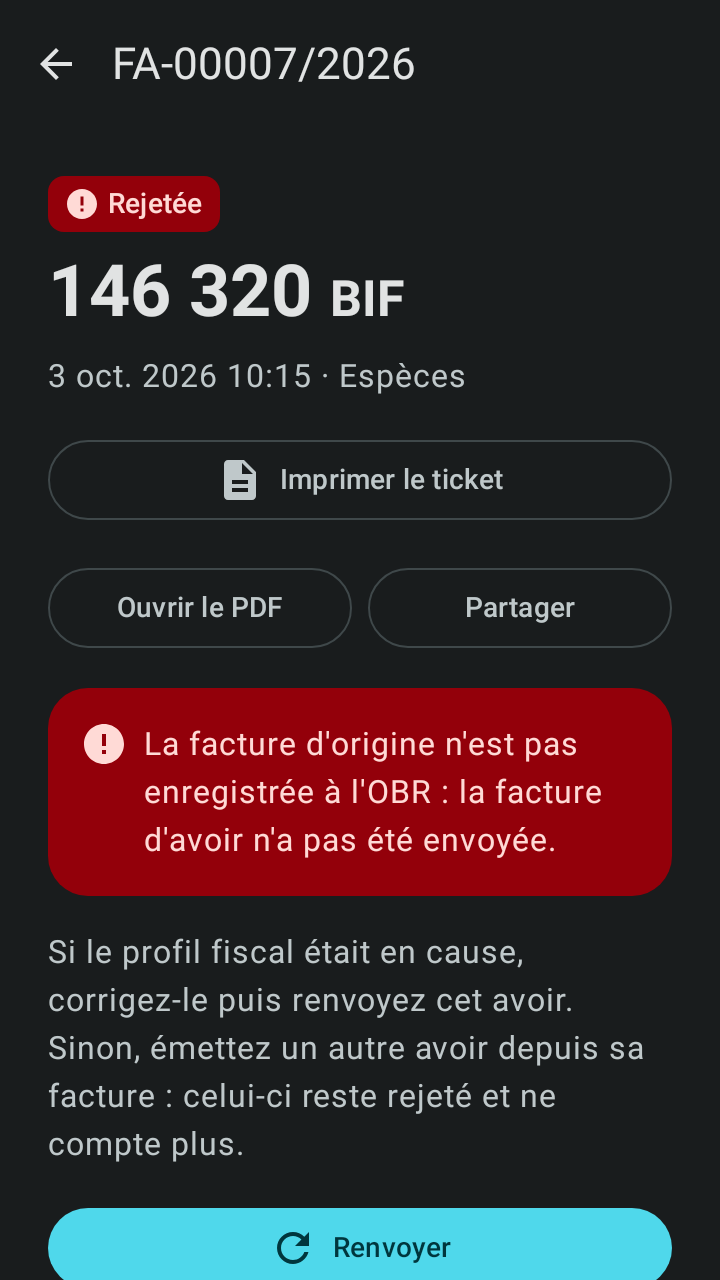 FA-00007/2026
Rejetée
146 320 BIF
3 oct. 2026 10:15 · Espèces
Imprimer le ticket
Ouvrir le PDF
Partager
La facture d'origine n'est pas
enregistrée à l'OBR : la facture
d'avoir n'a pas été envoyée.
Si le profil fiscal était en cause,
corrigez-le puis renvoyez cet avoir.
Sinon, émettez un autre avoir depuis sa
facture : celui-ci reste rejeté et ne
compte plus.
Renvoyer